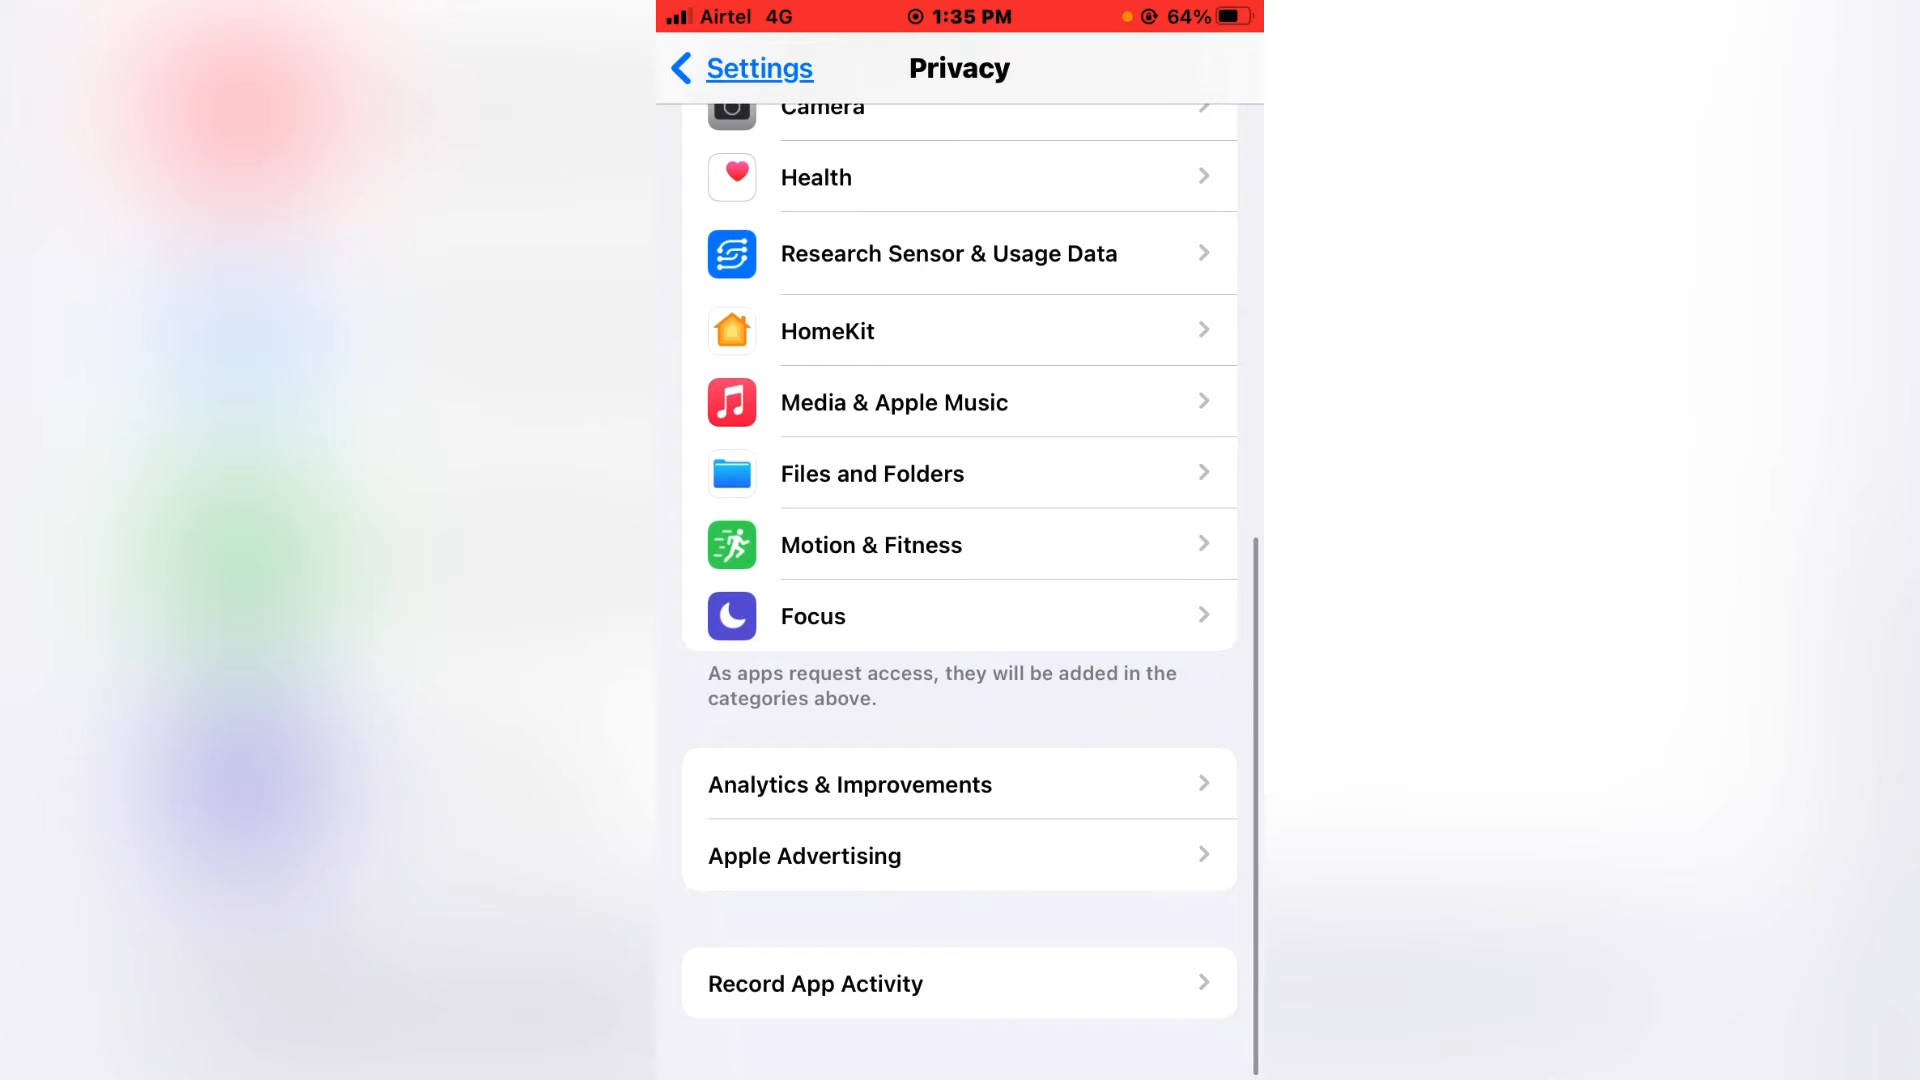 Airtel 4G 1:35 PM 64%
Settings Privacy
Camera
Health
Research Sensor & Usage Data
HomeKit
Media & Apple Music
Files and Folders
Motion & Fitness
Focus
As apps request access, they will be added in the
categories above.
Analytics & Improvements
Apple Advertising
Record App Activity